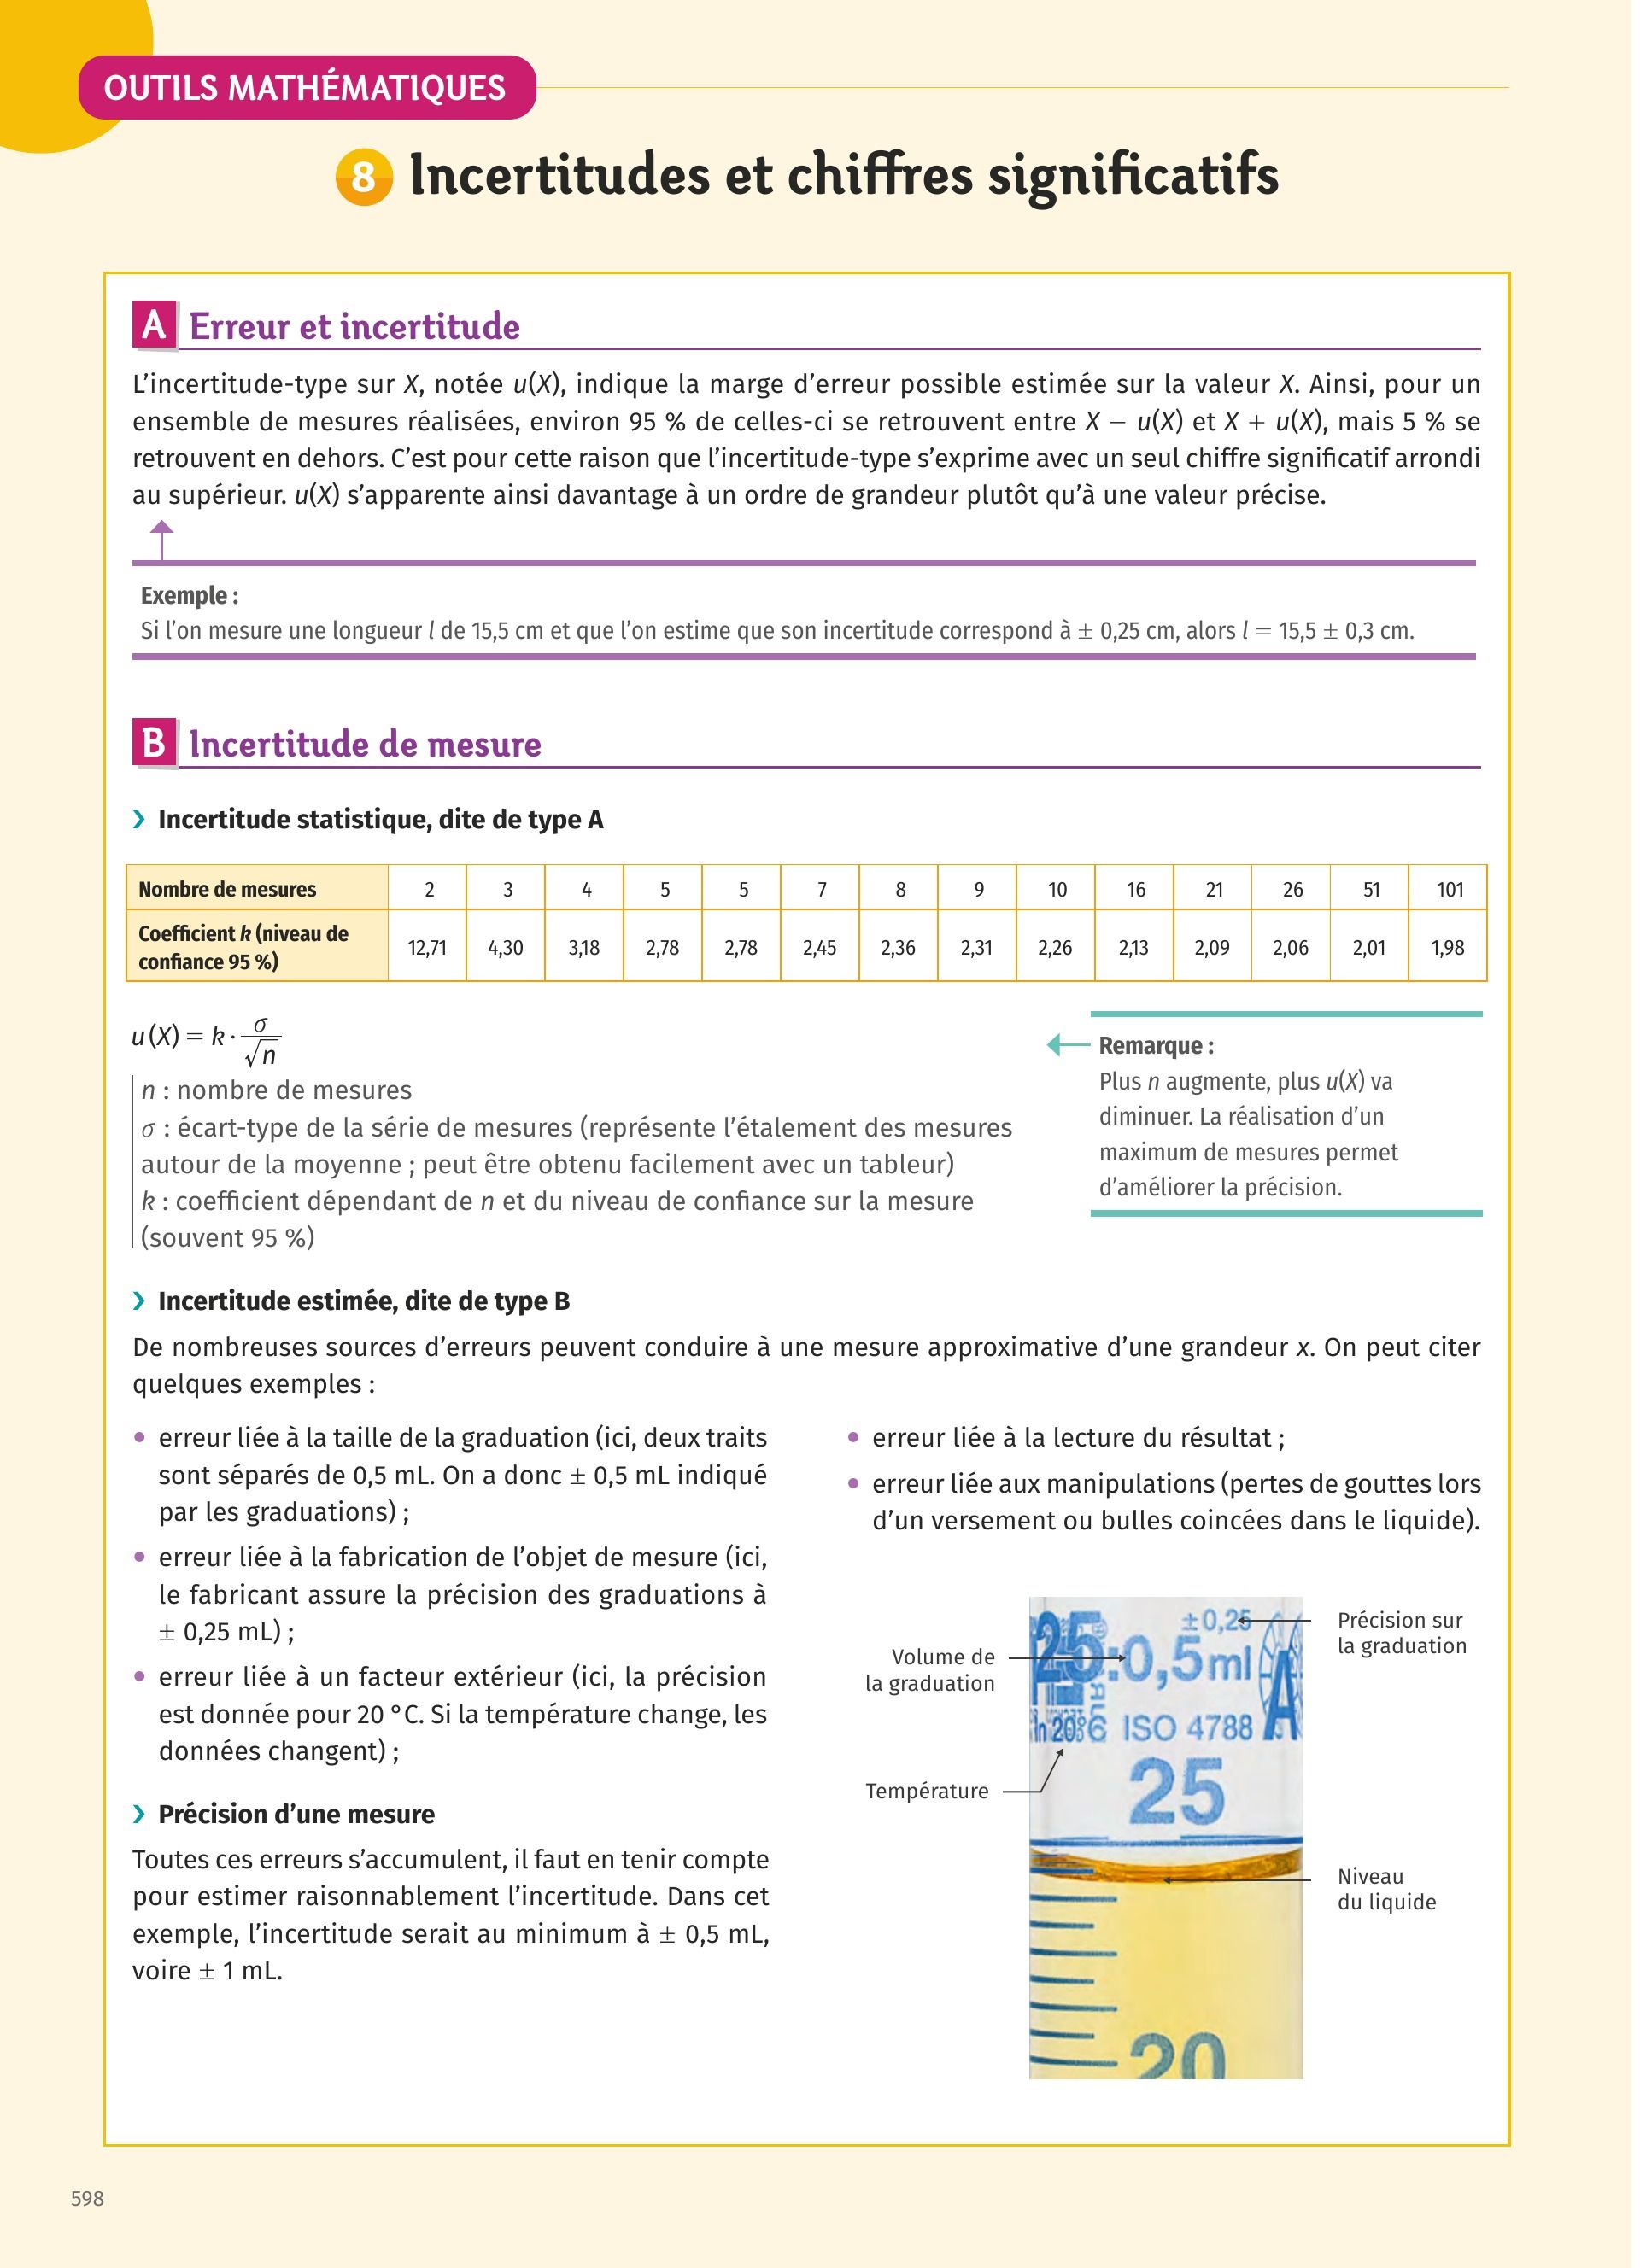 OUTILS MATHÉMATIQUES
8 Incertitudes et chiffres significatifs
A Erreur et incertitude
L’incertitude-type sur X, notée u(X), indique la marge d’erreur possible estimée sur la valeur X. Ainsi, pour un
ensemble de mesures réalisées, environ 95 % de celles-ci se retrouvent entre X − u(X) et X + u(X), mais 5 % se
retrouvent en dehors. C’est pour cette raison que l’incertitude-type s’exprime avec un seul chiffre significatif arrondi
au supérieur. u(X) s’apparente ainsi davantage à un ordre de grandeur plutôt qu’à une valeur précise.
Exemple :
Si l’on mesure une longueur l de 15,5 cm et que l’on estime que son incertitude correspond à ± 0,25 cm, alors l = 15,5 ± 0,3 cm.
B Incertitude de mesure
› Incertitude statistique, dite de type A
Nombre de mesures 2 3 4 5 5 7 8 9 10 16 21 26 51 101
Coefficient k (niveau de
confiance 95 %) 12,71 4,30 3,18 2,78 2,78 2,45 2,36 2,31 2,26 2,13 2,09 2,06 2,01 1,98
u(X) = k · σ/√n
n : nombre de mesures
σ : écart-type de la série de mesures (représente l’étalement des mesures
autour de la moyenne ; peut être obtenu facilement avec un tableur)
k : coefficient dépendant de n et du niveau de confiance sur la mesure
(souvent 95 %)
Remarque :
Plus n augmente, plus u(X) va
diminuer. La réalisation d’un
maximum de mesures permet
d’améliorer la précision.
› Incertitude estimée, dite de type B
De nombreuses sources d’erreurs peuvent conduire à une mesure approximative d’une grandeur x. On peut citer
quelques exemples :
• erreur liée à la taille de la graduation (ici, deux traits
sont séparés de 0,5 mL. On a donc ± 0,5 mL indiqué
par les graduations) ;
• erreur liée à la fabrication de l’objet de mesure (ici,
le fabricant assure la précision des graduations à
± 0,25 mL) ;
• erreur liée à un facteur extérieur (ici, la précision
est donnée pour 20 °C. Si la température change, les
données changent) ;
• erreur liée à la lecture du résultat ;
• erreur liée aux manipulations (pertes de gouttes lors
d’un versement ou bulles coincées dans le liquide).
› Précision d’une mesure
Toutes ces erreurs s’accumulent, il faut en tenir compte
pour estimer raisonnablement l’incertitude. Dans cet
exemple, l’incertitude serait au minimum à ± 0,5 mL,
voire ± 1 mL.
Volume de
la graduation
Température
Précision sur
la graduation
Niveau
du liquide
±0,25
25:0,5ml
A
In 20°C ISO 4788
25
20
598